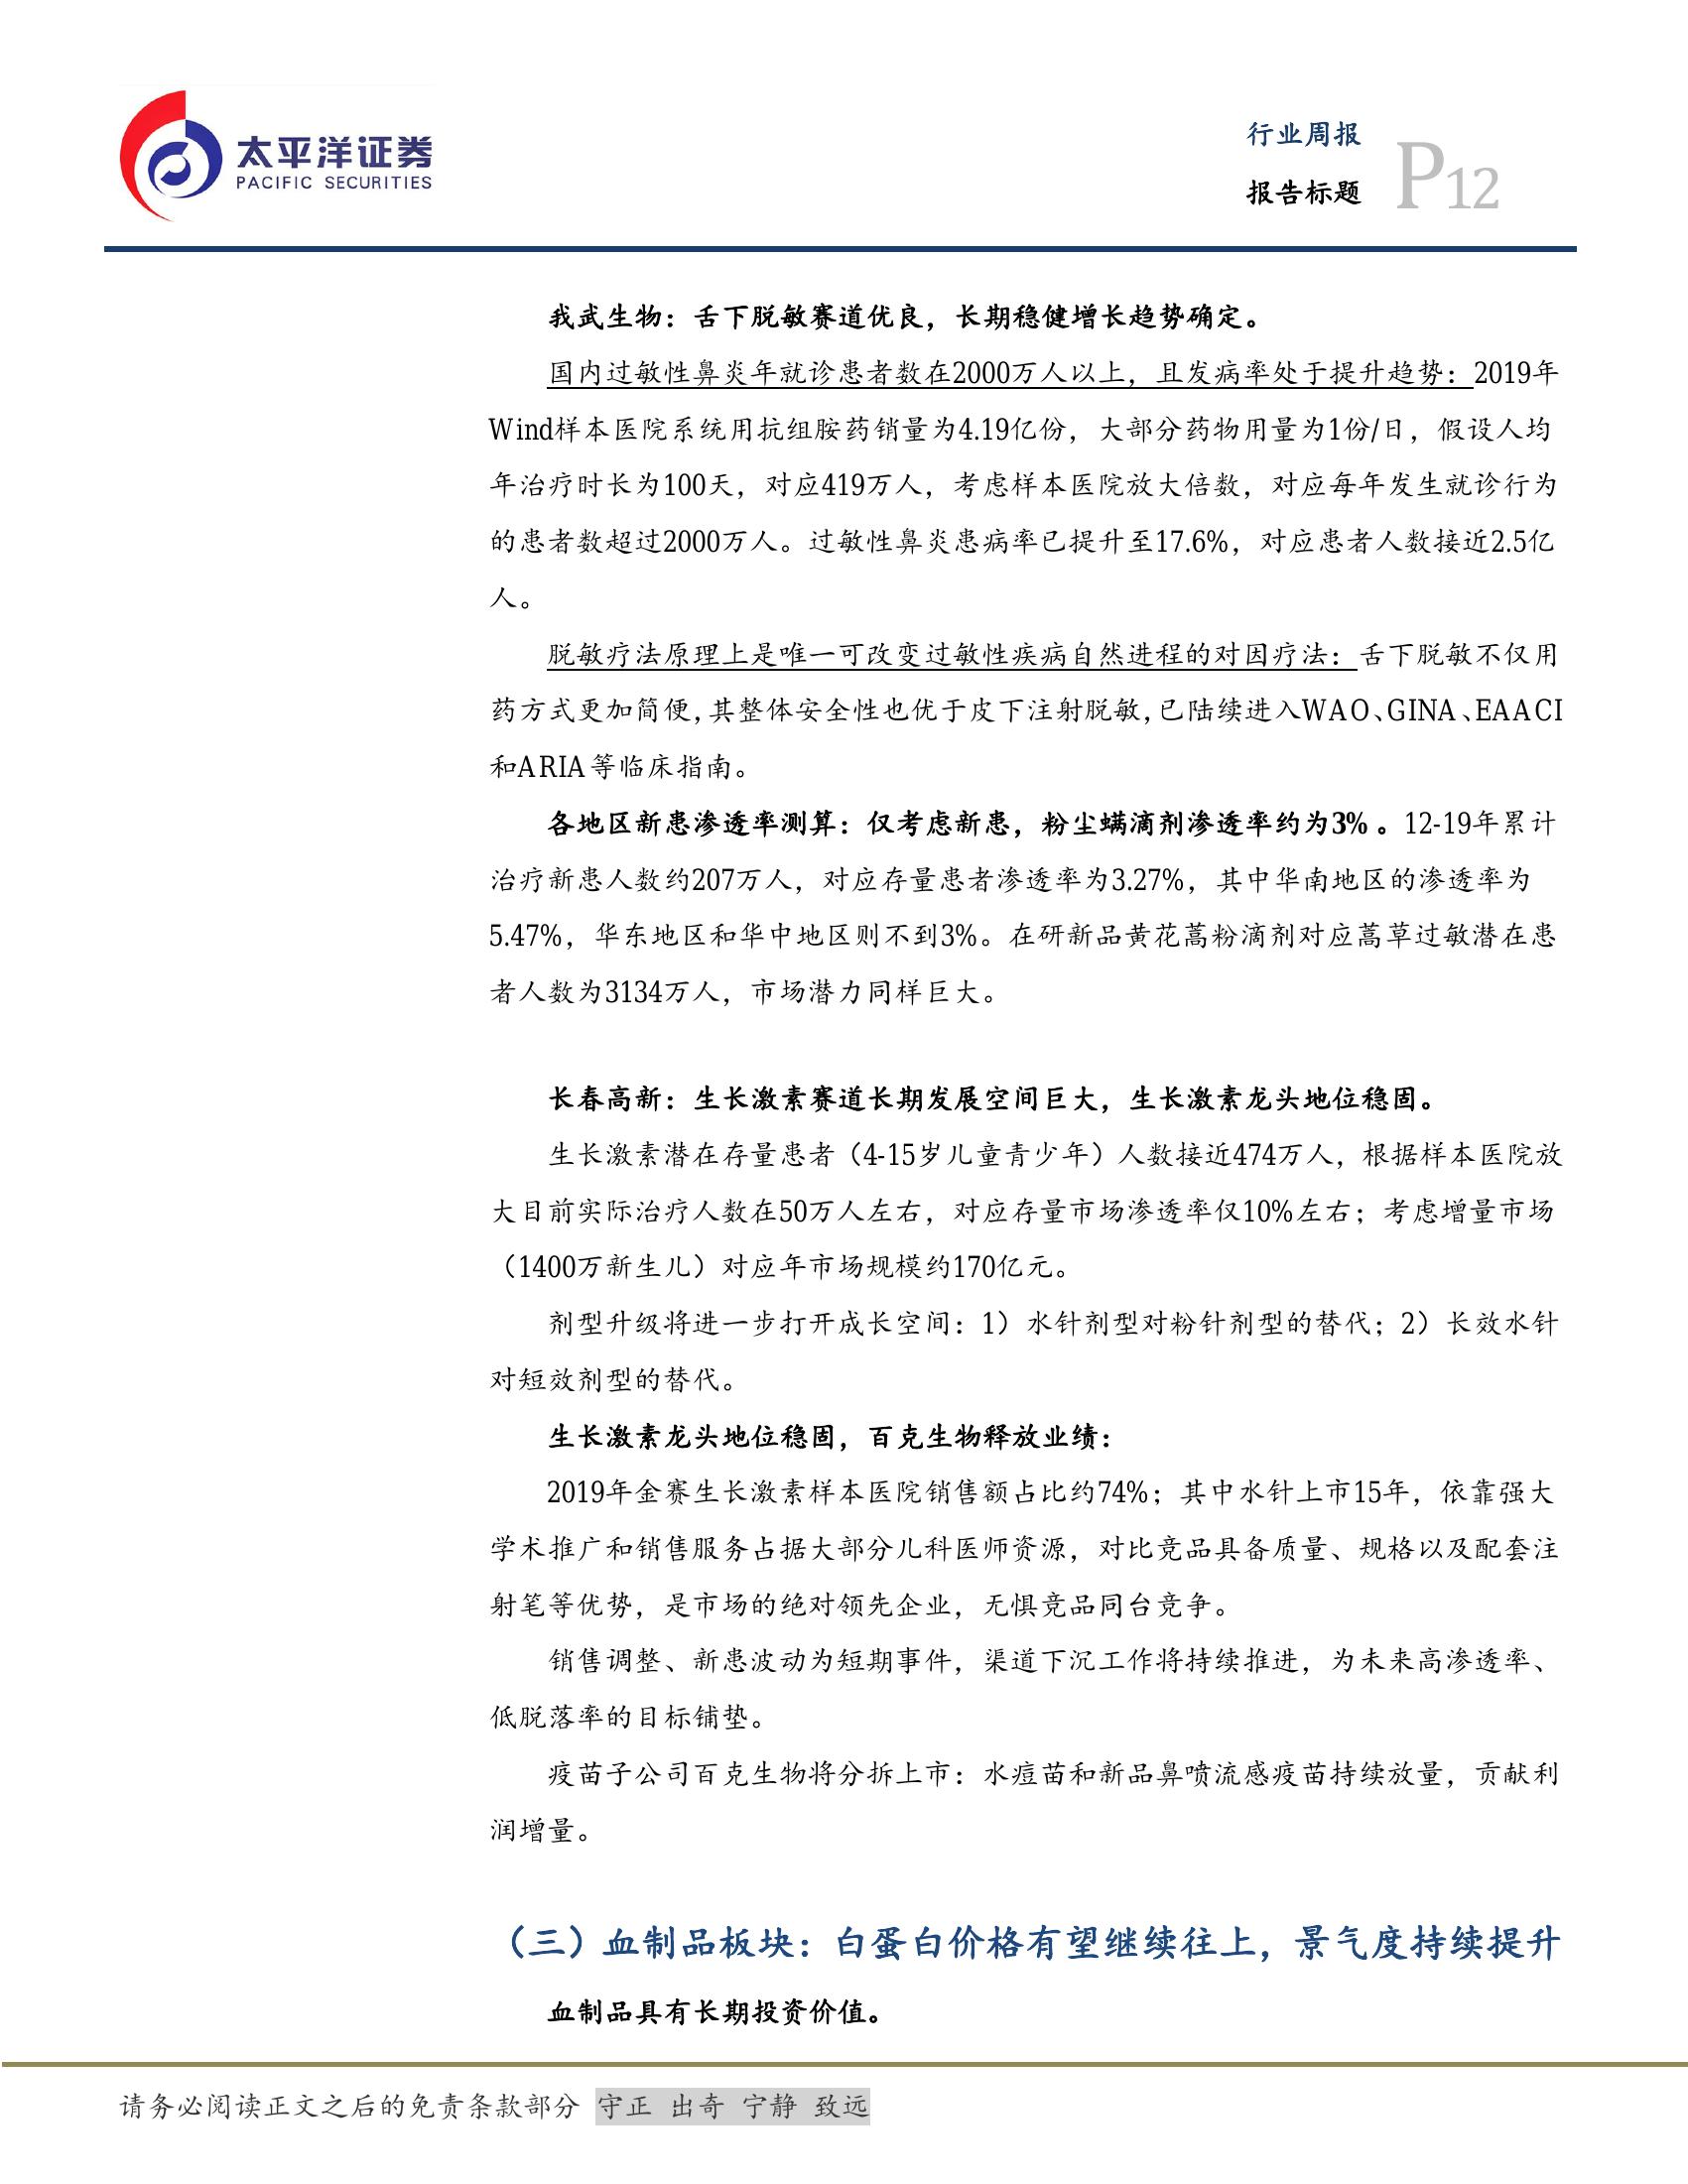 太平洋证券
PACIFIC SECURITIES
行业周报
报告标题
P12
我武生物：舌下脱敏赛道优良，长期稳健增长趋势确定。
国内过敏性鼻炎年就诊患者数在2000万人以上，且发病率处于提升趋势：2019年
Wind样本医院系统用抗组胺药销量为4.19亿份，大部分药物用量为1份/日，假设人均
年治疗时长为100天，对应419万人，考虑样本医院放大倍数，对应每年发生就诊行为
的患者数超过2000万人。过敏性鼻炎患病率已提升至17.6%，对应患者人数接近2.5亿
人。
脱敏疗法原理上是唯一可改变过敏性疾病自然进程的对因疗法：舌下脱敏不仅用
药方式更加简便，其整体安全性也优于皮下注射脱敏，已陆续进入WAO、GINA、EAACI
和ARIA等临床指南。
各地区新患渗透率测算：仅考虑新患，粉尘螨滴剂渗透率约为3%。12-19年累计
治疗新患人数约207万人，对应存量患者渗透率为3.27%，其中华南地区的渗透率为
5.47%，华东地区和华中地区则不到3%。在研新品黄花蒿粉滴剂对应蒿草过敏潜在患
者人数为3134万人，市场潜力同样巨大。
长春高新：生长激素赛道长期发展空间巨大，生长激素龙头地位稳固。
生长激素潜在存量患者（4-15岁儿童青少年）人数接近474万人，根据样本医院放
大目前实际治疗人数在50万人左右，对应存量市场渗透率仅10%左右；考虑增量市场
（1400万新生儿）对应年市场规模约170亿元。
剂型升级将进一步打开成长空间：1）水针剂型对粉针剂型的替代；2）长效水针
对短效剂型的替代。
生长激素龙头地位稳固，百克生物释放业绩：
2019年金赛生长激素样本医院销售额占比约74%；其中水针上市15年，依靠强大
学术推广和销售服务占据大部分儿科医师资源，对比竞品具备质量、规格以及配套注
射笔等优势，是市场的绝对领先企业，无惧竞品同台竞争。
销售调整、新患波动为短期事件，渠道下沉工作将持续推进，为未来高渗透率、
低脱落率的目标铺垫。
疫苗子公司百克生物将分拆上市：水痘苗和新品鼻喷流感疫苗持续放量，贡献利
润增量。
（三）血制品板块：白蛋白价格有望继续往上，景气度持续提升
血制品具有长期投资价值。
请务必阅读正文之后的免责条款部分 守正 出奇 宁静 致远